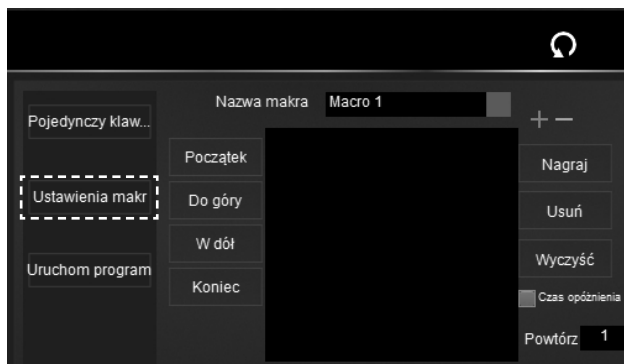 Nazwa makra Macro 1
+ −
Pojedynczy klaw...
Początek
Nagraj
Ustawienia makr
Do góry
Usuń
W dół
Wyczyść
Uruchom program
Koniec
Czas opóźnienia
Powtórz 1